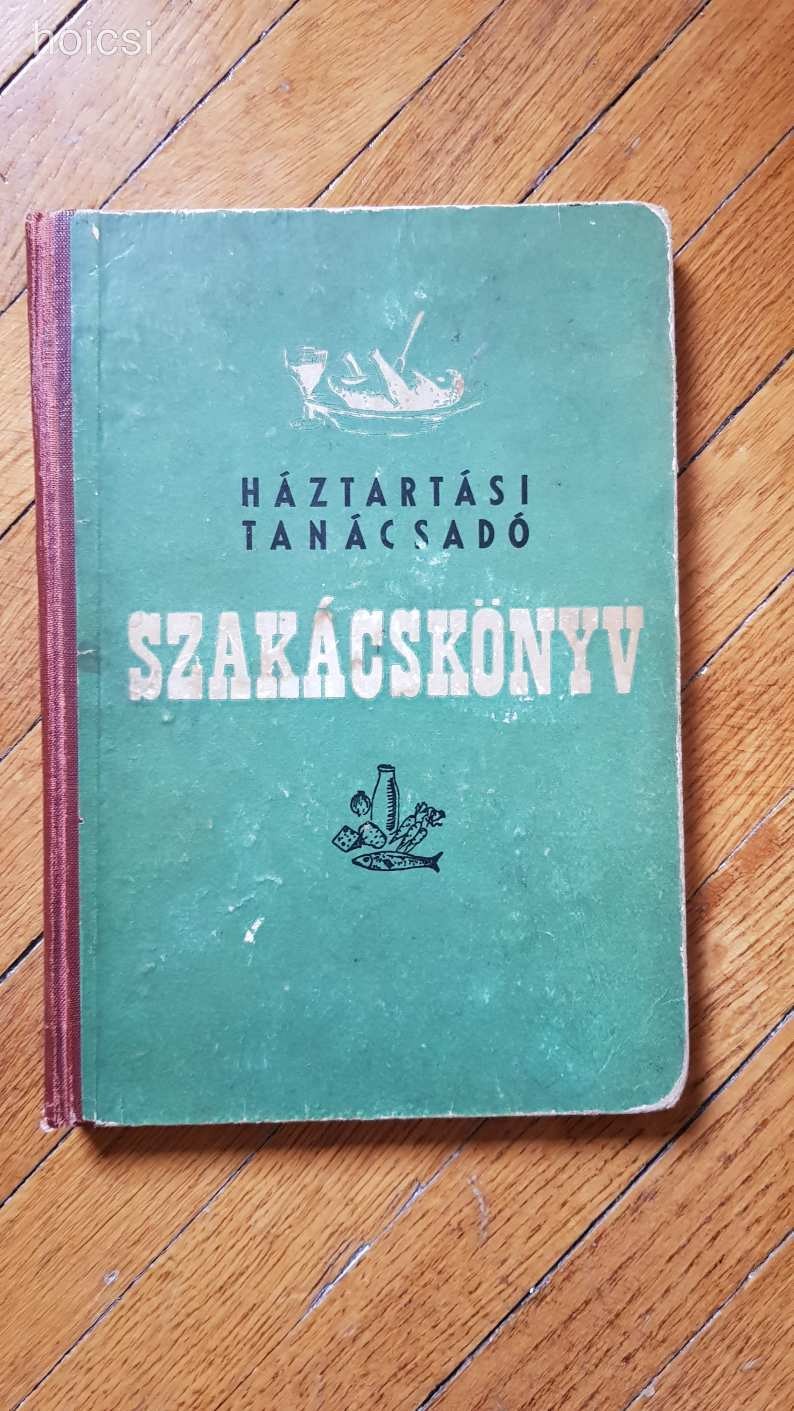 hoicsi
HÁZTARTÁSI
TANÁCSADÓ
SZAKÁCSKÖNYV